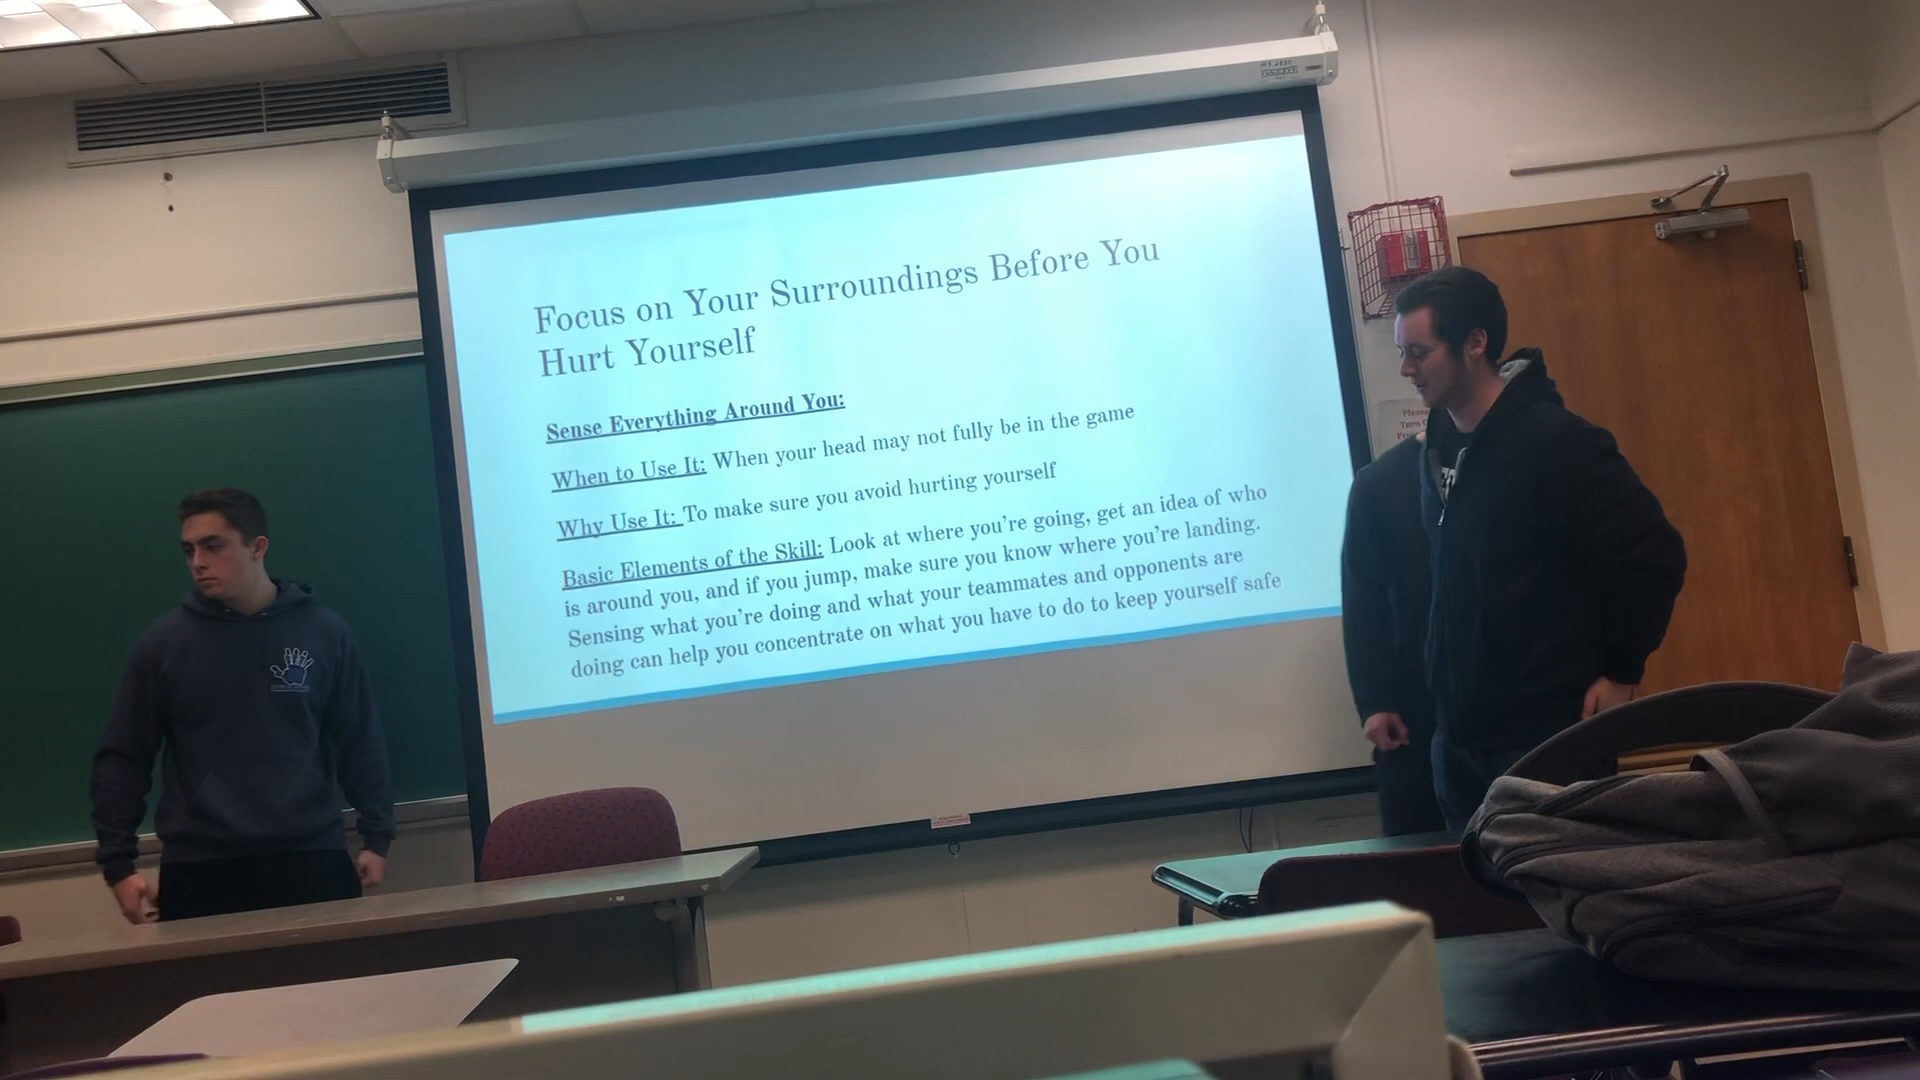 Focus on Your Surroundings Before You
Hurt Yourself
Sense Everything Around You:
When to Use It: When your head may not fully be in the game
Why Use It: To make sure you avoid hurting yourself
Basic Elements of the Skill: Look at where you're going, get an idea of who
is around you, and if you jump, make sure you know where you're landing.
Sensing what you're doing and what your teammates and opponents are
doing can help you concentrate on what you have to do to keep yourself safe
Please
Turn